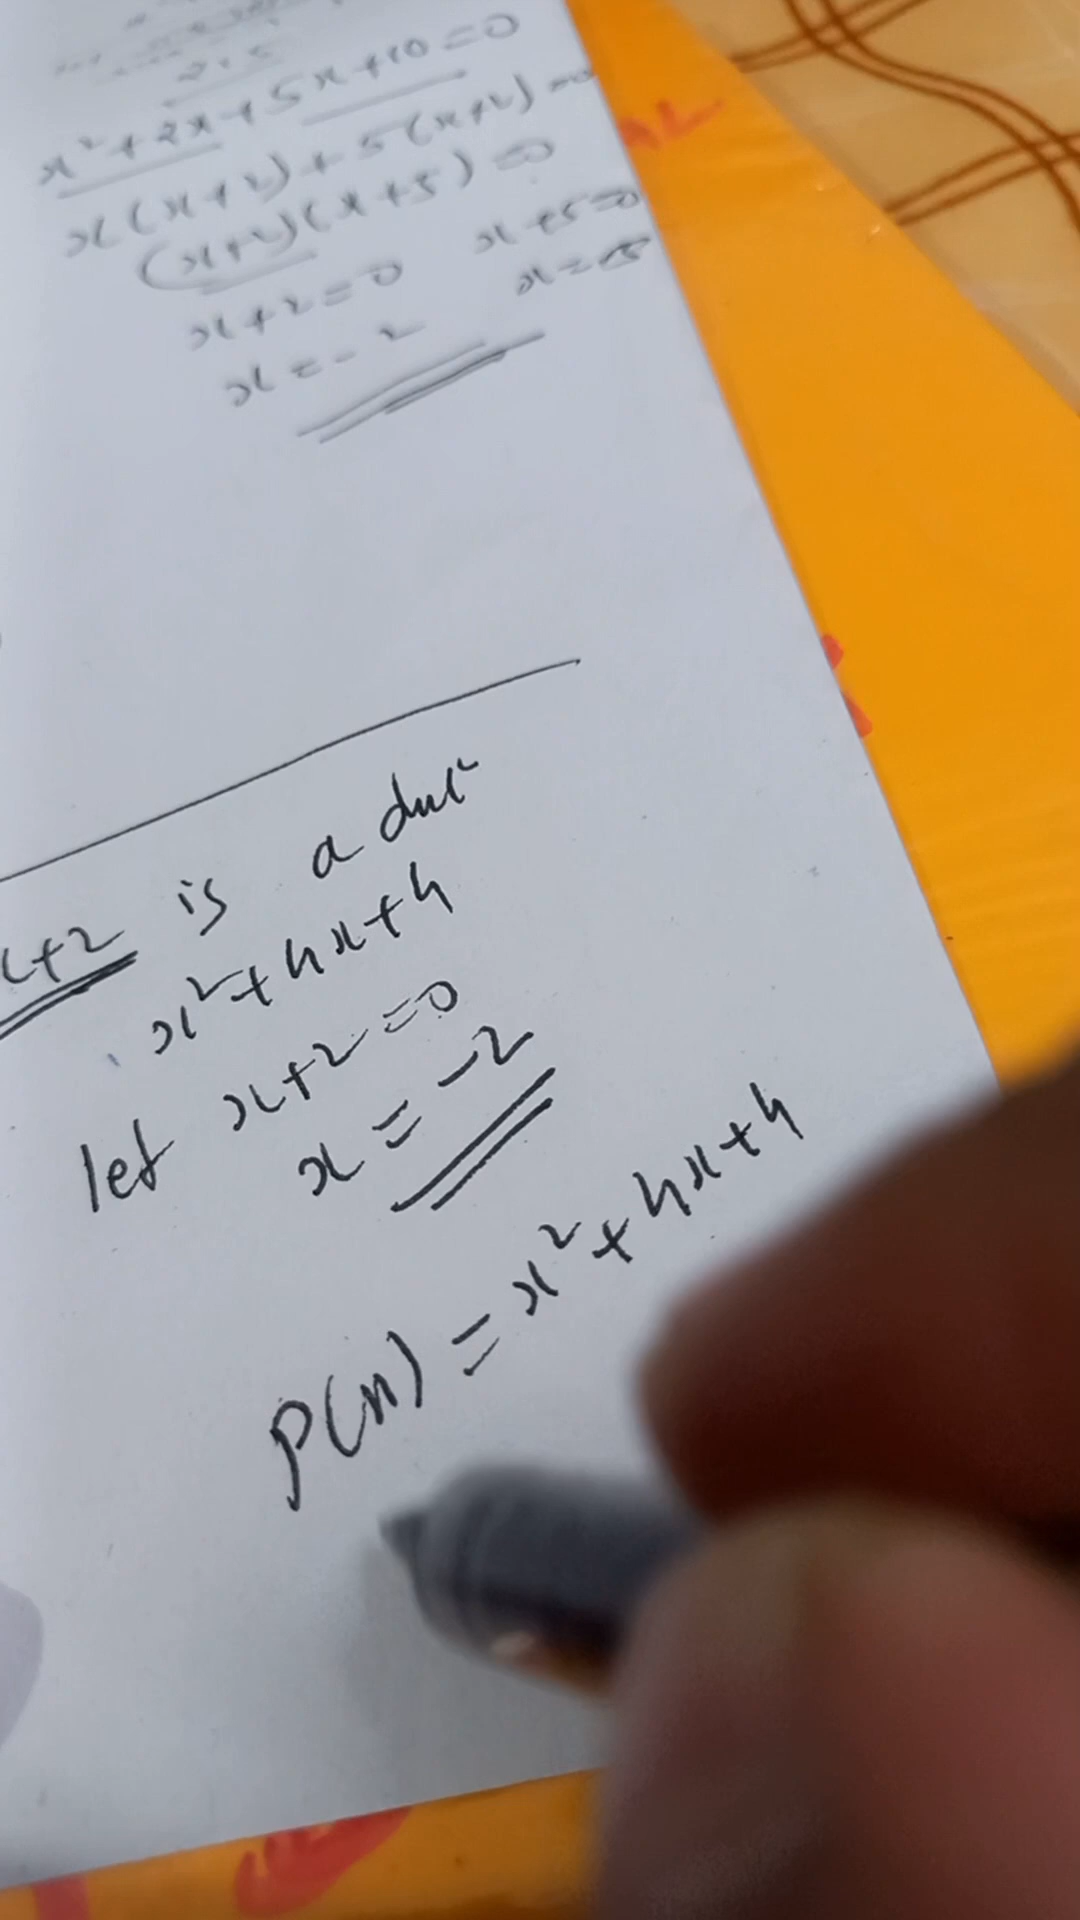 x²+2x+5x+10=0
x(x+2)+5(x+2)=0
(x+2)(x+5)=0
x+2=0 x+5=0
x=-2 x=-5
x+2 is a
x²+4x+4
let x+2=0
x=-2
P(x)=x²+4x+4